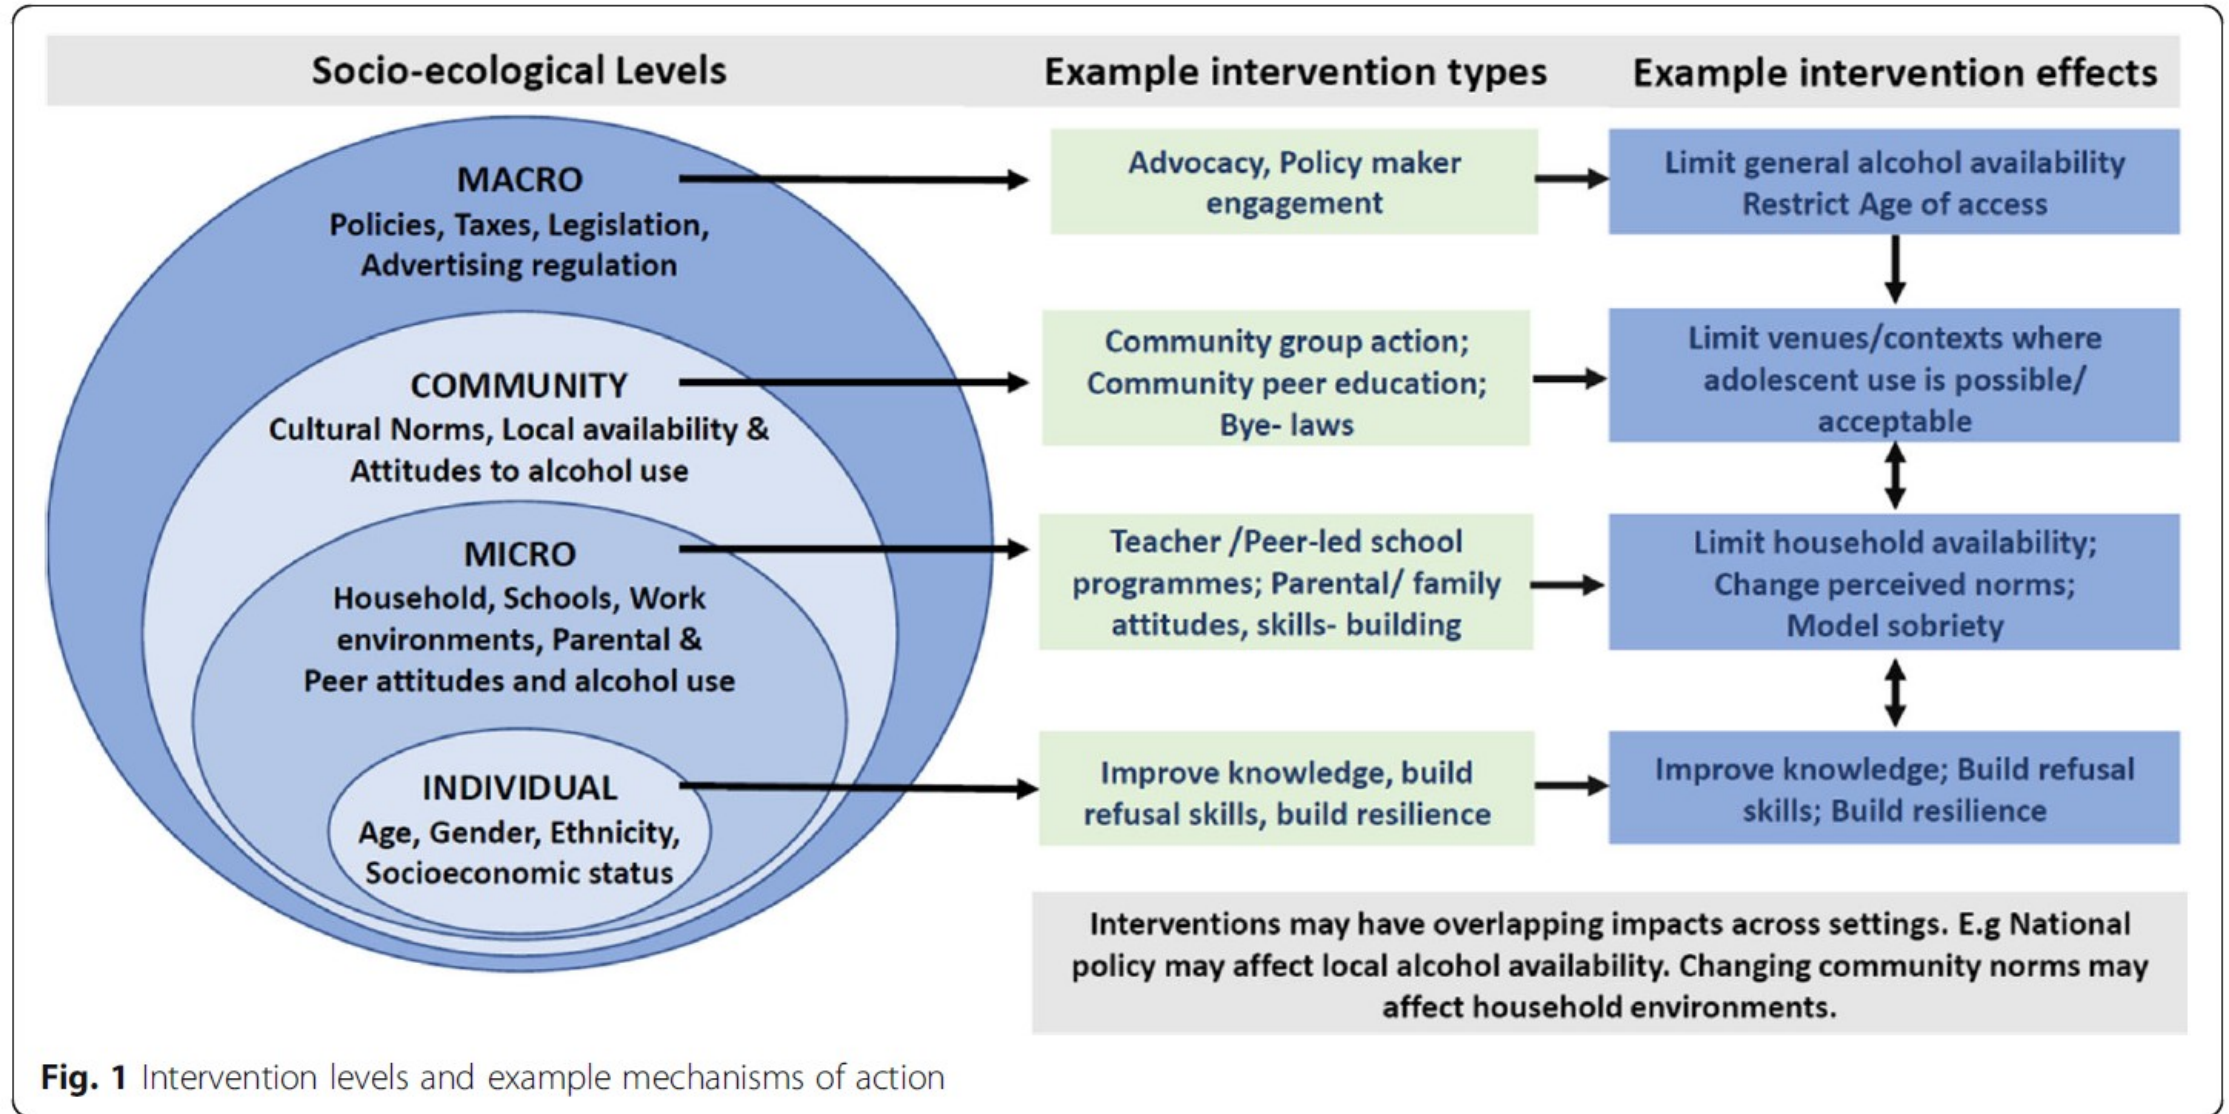 Socio-ecological Levels
Example intervention types
Example intervention effects
MACRO
Policies, Taxes, Legislation,
Advertising regulation
Advocacy, Policy maker
engagement
Limit general alcohol availability
Restrict Age of access
COMMUNITY
Cultural Norms, Local availability &
Attitudes to alcohol use
Community group action;
Community peer education;
Bye- laws
Limit venues/contexts where
adolescent use is possible/
acceptable
MICRO
Household, Schools, Work
environments, Parental &
Peer attitudes and alcohol use
Teacher /Peer-led school
programmes; Parental/ family
attitudes, skills- building
Limit household availability;
Change perceived norms;
Model sobriety
INDIVIDUAL
Age, Gender, Ethnicity,
Socioeconomic status
Improve knowledge, build
refusal skills, build resilience
Improve knowledge; Build refusal
skills; Build resilience
Interventions may have overlapping impacts across settings. E.g National
policy may affect local alcohol availability. Changing community norms may
affect household environments.
Fig. 1 Intervention levels and example mechanisms of action